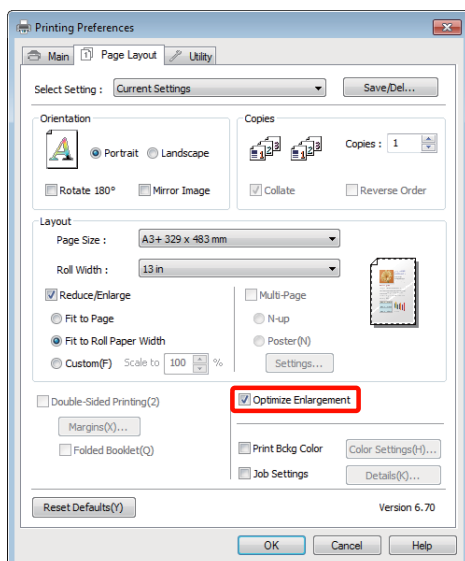 Printing Preferences
Main Page Layout Utility
Select Setting : Current Settings Save/Del...
Orientation Copies
Portrait Landscape Copies : 1
Rotate 180° Mirror Image Collate Reverse Order
Layout
Page Size : A3+ 329 x 483 mm
Roll Width : 13 in
Reduce/Enlarge Multi-Page
Fit to Page N-up
Fit to Roll Paper Width Poster(N)
Custom(F) Scale to 100 % Settings...
Double-Sided Printing(2) Optimize Enlargement
Margins(X)...
Folded Booklet(Q) Print Bckg Color Color Settings(H)...
Job Settings Details(K)...
Reset Defaults(Y) Version 6.70
OK Cancel Help